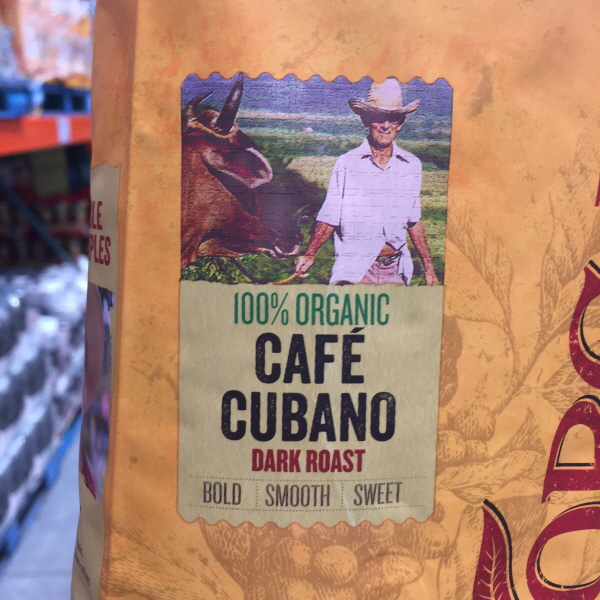 100% ORGANIC
CAFÉ
CUBANO
DARK ROAST
BOLD SMOOTH SWEET